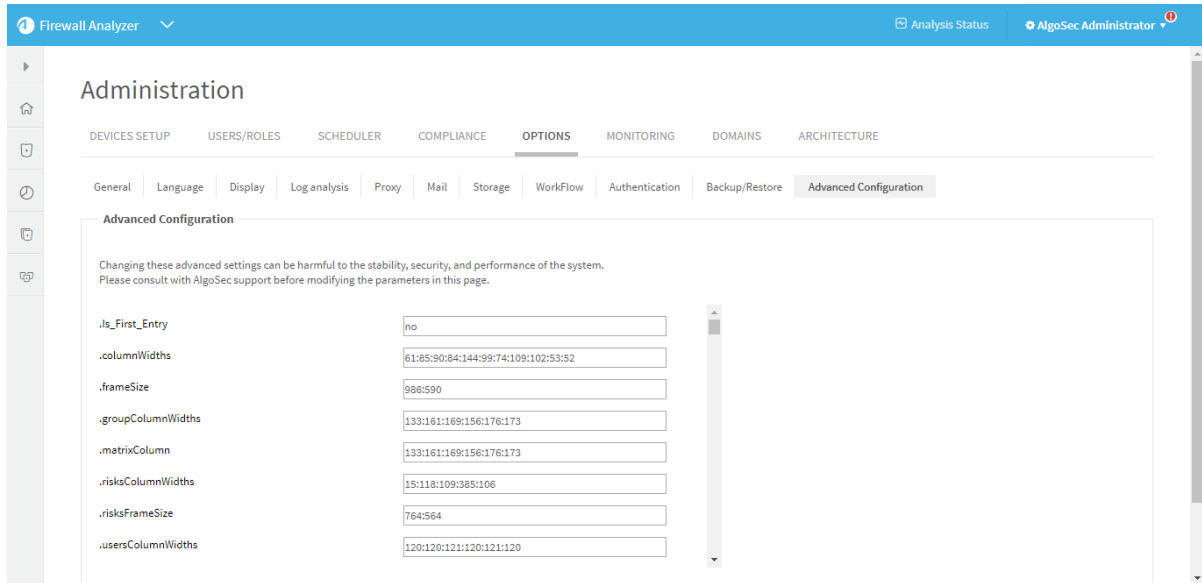 Firewall Analyzer
Analysis Status
AlgoSec Administrator
Administration
DEVICES SETUP USERS/ROLES SCHEDULER COMPLIANCE OPTIONS MONITORING DOMAINS ARCHITECTURE
General Language Display Log analysis Proxy Mail Storage WorkFlow Authentication Backup/Restore Advanced Configuration
Advanced Configuration
Changing these advanced settings can be harmful to the stability, security, and performance of the system.
Please consult with AlgoSec support before modifying the parameters in this page.
.Is_First_Entry no
.columnWidths 61:85:90:84:144:99:74:109:102:53:52
.frameSize 986:590
.groupColumnWidths 133:161:169:156:176:173
.matrixColumn 133:161:169:156:176:173
.risksColumnWidths 15:118:109:385:106
.risksFrameSize 764:564
.usersColumnWidths 120:120:121:120:121:120